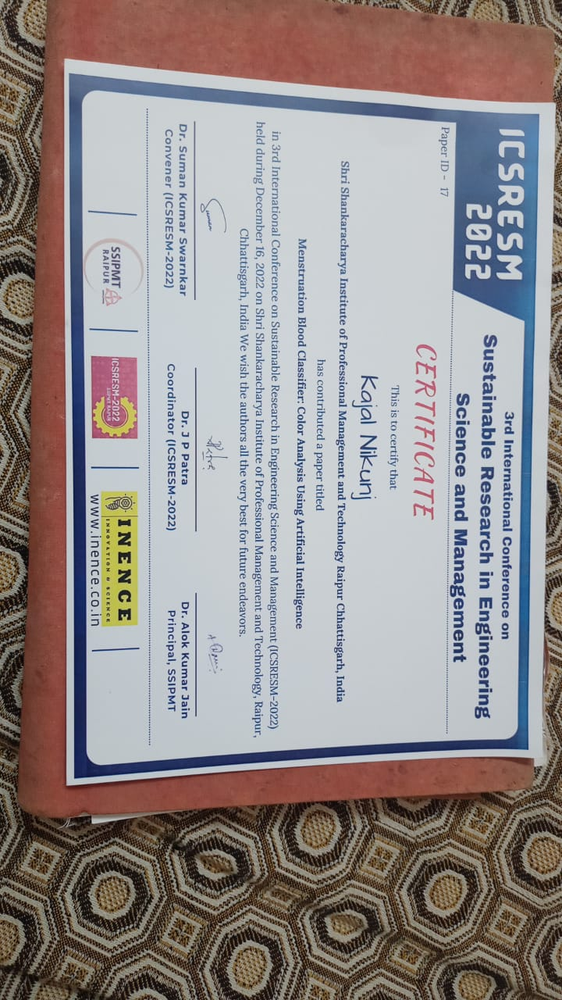 ICSRESM
2022
3rd International Conference on
Sustainable Research in Engineering
Science and Management
Paper ID - 17
CERTIFICATE
This is to certify that
Kajal Nikunj
Shri Shankaracharya Institute of Professional Management and Technology Raipur Chhattisgarh, India
has contributed a paper titled
Menstruation Blood Classifier: Color Analysis Using Artificial Intelligence
in 3rd International Conference on Sustainable Research in Engineering Science and Management (ICSRESM-2022)
held during December 16, 2022 on Shri Shankaracharya Institute of Professional Management and Technology, Raipur,
Chhattisgarh, India We wish the authors all the very best for future endeavors.
Suman
Dr. Suman Kumar Swarnkar
Convener (ICSRESM-2022)
Dr. J P Patra
Coordinator (ICSRESM-2022)
Dr. Alok Kumar Jain
Principal, SSIPMT
SSIPMT
RAIPUR
ICSRESM-2022
SSIPMT RAIPUR
INENCE
INNOVATION & SCIENCE
www.inence.co.in